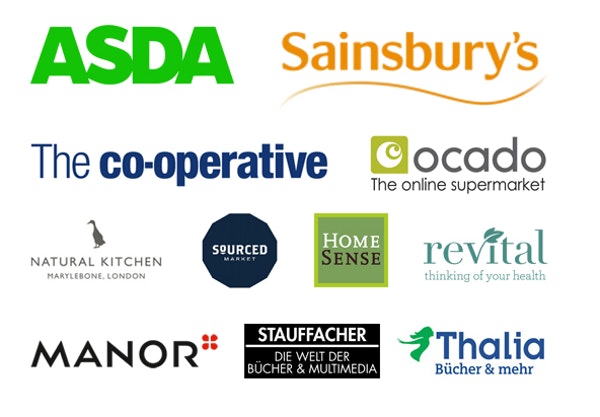 ASDA
Sainsbury's
The co-operative
ocado
The online supermarket
NATURAL KITCHEN
MARYLEBONE, LONDON
SOURCED
MARKET
HOME
SENSE
revital
thinking of your health
MANOR
STAUFFACHER
DIE WELT DER
BÜCHER & MULTIMEDIA
Thalia
Bücher & mehr